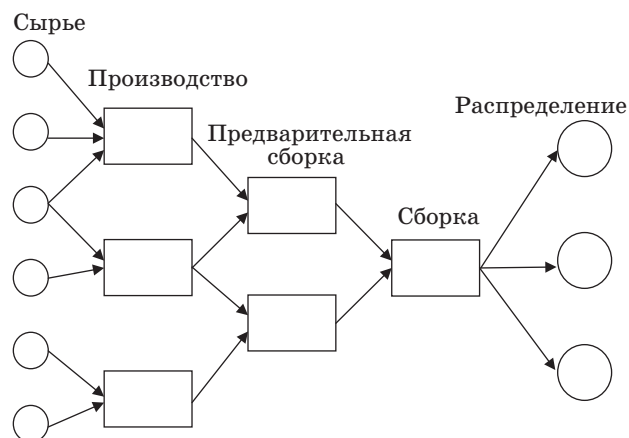 Сырье
Производство
Распределение
Предварительная
сборка
Сборка